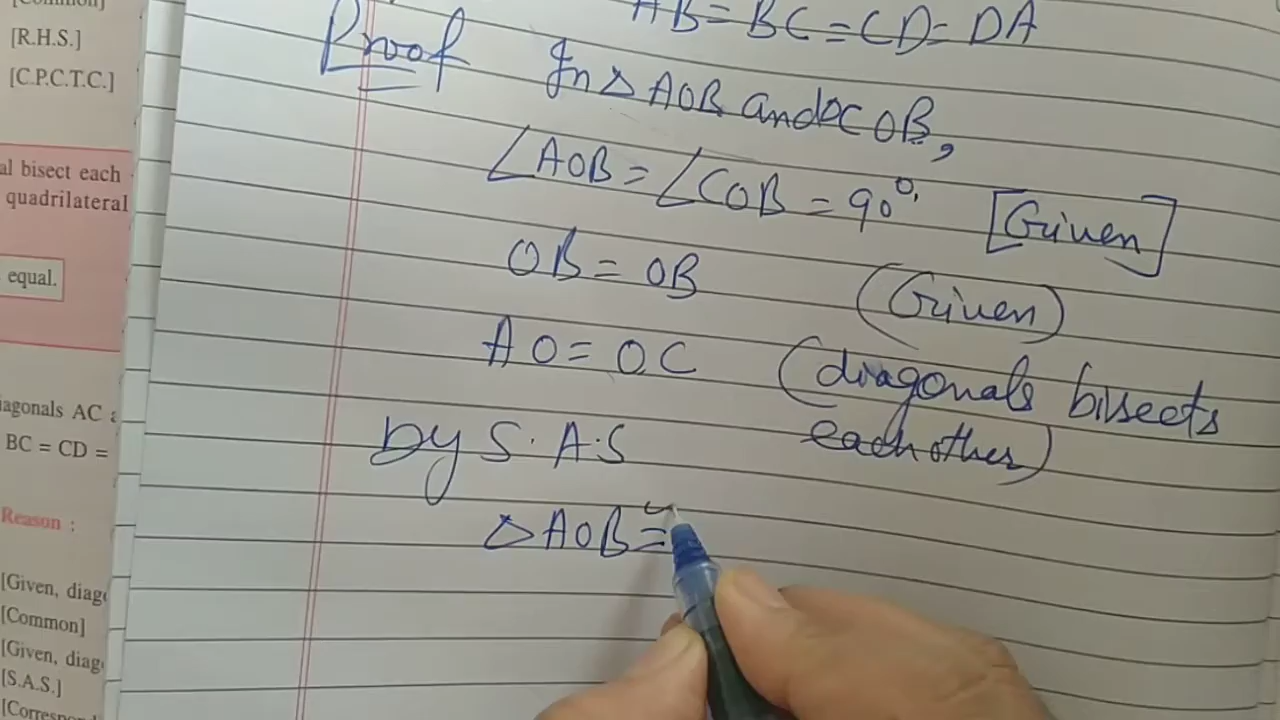 [Common]
[R.H.S.]
[C.P.C.T.C.]
al bisect each
quadrilateral
equal.
iagonals AC
BC = CD =
Reason :
[Given, diag
[Common]
[Given, diag
[S.A.S.]
[Correspon
AB = BC = CD = DA
Proof In △ AOB and △ COB,
∠AOB = ∠COB = 90°. [Given]
OB = OB (Given)
AO = OC (diagonals bisects
each other)
by S.A.S
△ AOB ≅